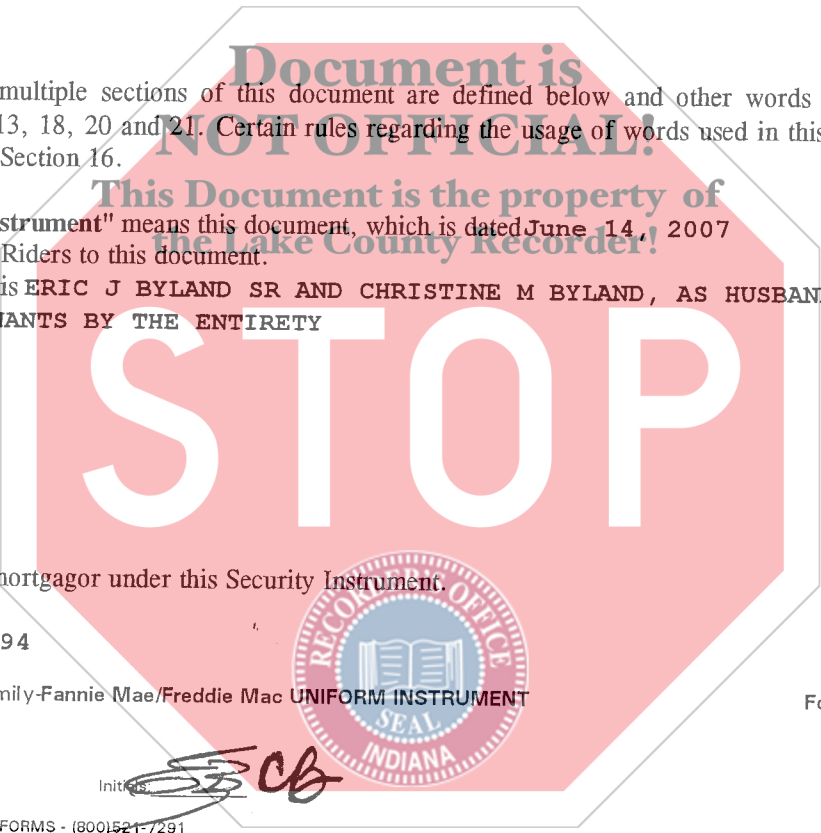 Document is
multiple sections of this document are defined below and other words
13, 18, 20 and 21. Certain rules regarding the usage of words used in this
NOT OFFICIAL!
Section 16.
This Document is the property of
strument" means this document, which is dated June 14, 2007
the Lake County Recorder!
Riders to this document.
is ERIC J BYLAND SR AND CHRISTINE M BYLAND, AS HUSBAN
ANTS BY THE ENTIRETY
STOP
ortgagor under this Security Instrument.
RECORDER'S OFFICE
94
mily-Fannie Mae/Freddie Mac UNIFORM INSTRUMENT
Fo
SEAL
INDIANA
Initials:
CB
FORMS - (800)521-7291